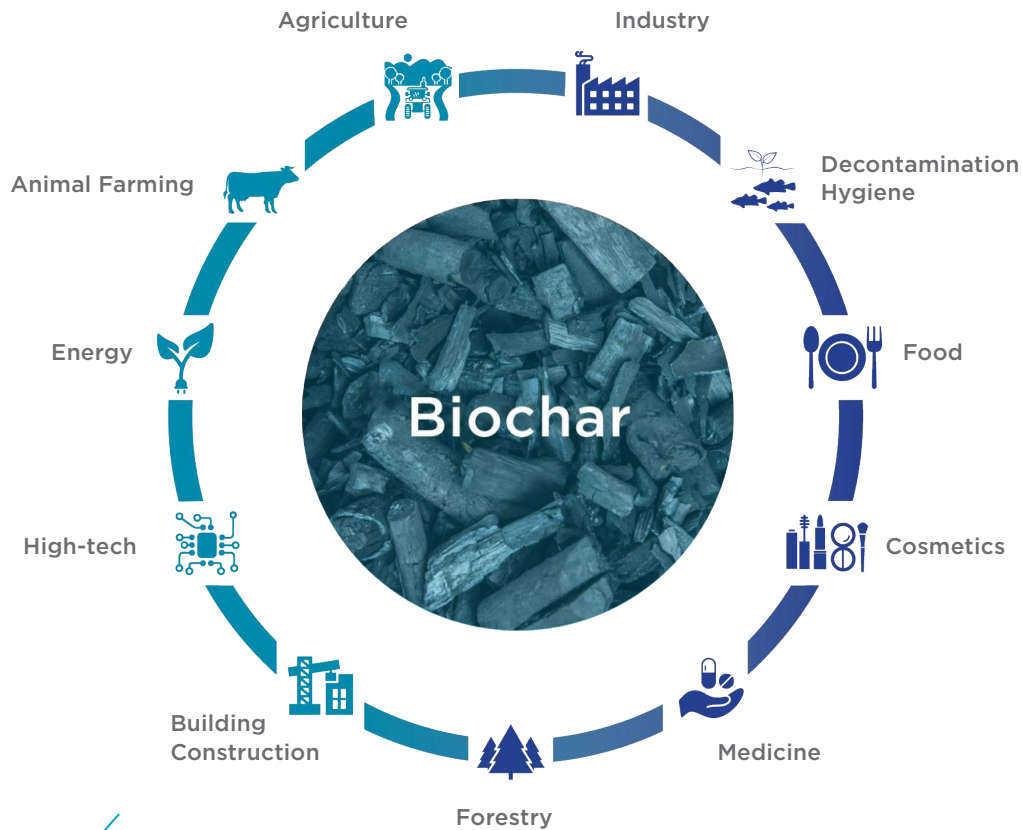 Agriculture
Industry
Animal Farming
Decontamination
Hygiene
Energy
Food
Biochar
High-tech
Cosmetics
Building
Construction
Medicine
Forestry